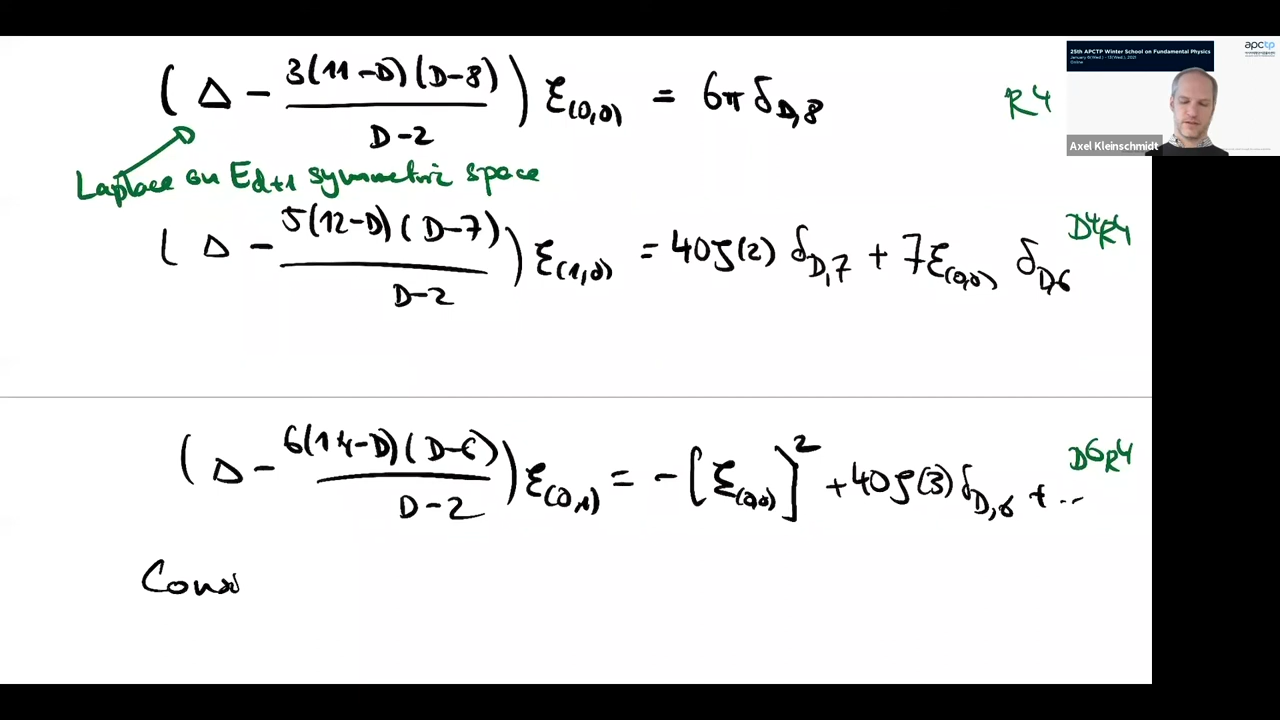 (Δ − 3(11−D)(D−8) / D−2) ℰ(0,0) = 6π δD,8 R4
Laplace on Ed+1 symmetric space
(Δ − 5(12−D)(D−7) / D−2) ℰ(1,0) = 40ζ(2) δD,7 + 7ℰ(0,0) δD,6 D4R4
(Δ − 6(14−D)(D−6) / D−2) ℰ(0,1) = −[ℰ(0,0)]2 + 40ζ(3) δD,6 + ... D6R4
25th APCTP Winter School on Fundamental Physics
Online
apctp
Axel Kleinschmidt